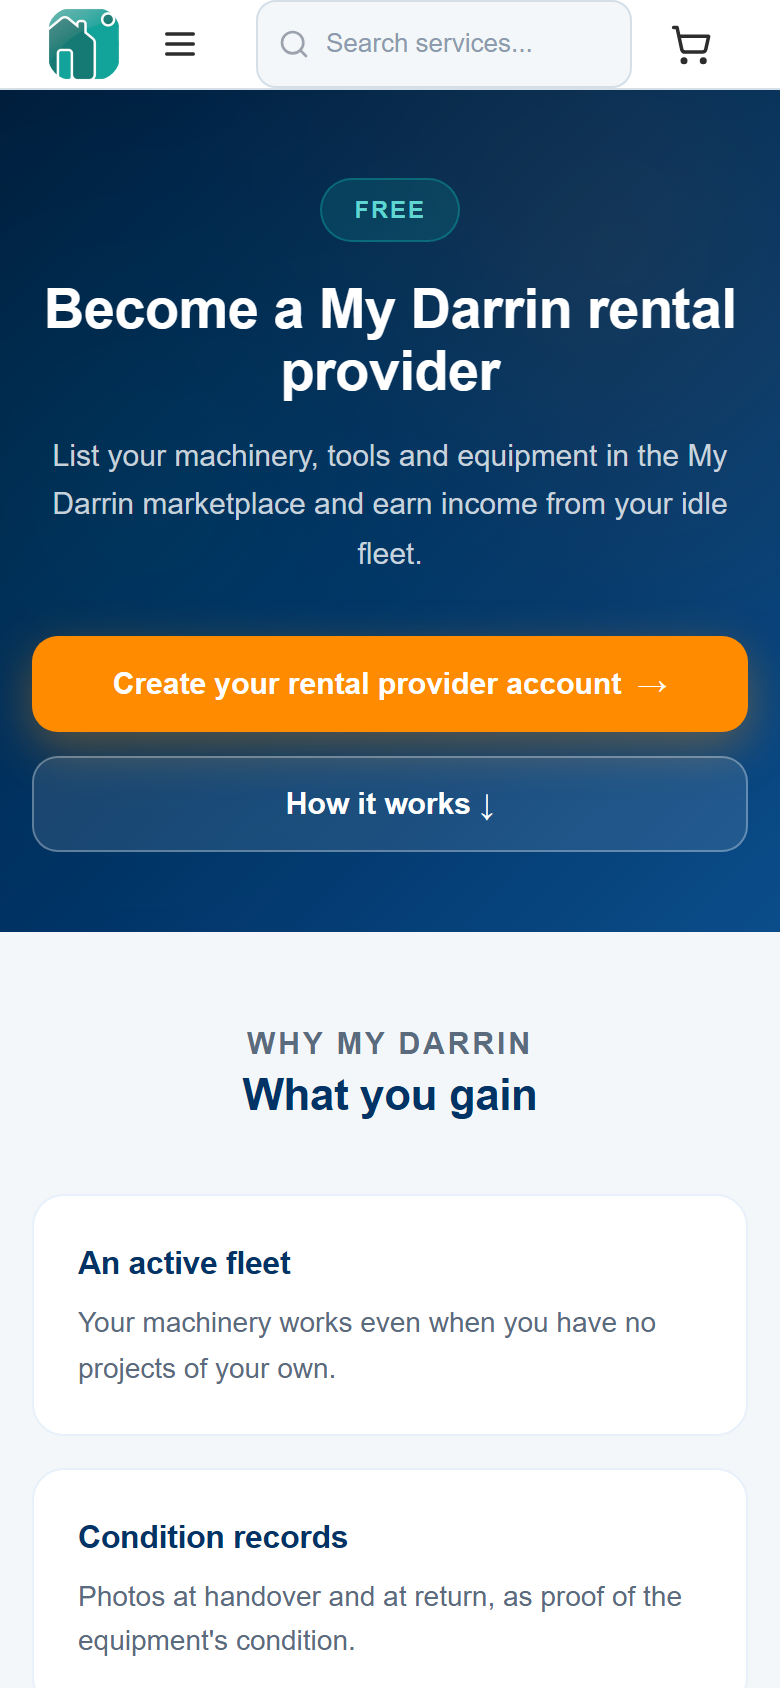 Search services...
FREE
Become a My Darrin rental
provider
List your machinery, tools and equipment in the My
Darrin marketplace and earn income from your idle
fleet.
Create your rental provider account →
How it works ↓
WHY MY DARRIN
What you gain
An active fleet
Your machinery works even when you have no
projects of your own.
Condition records
Photos at handover and at return, as proof of the
equipment's condition.